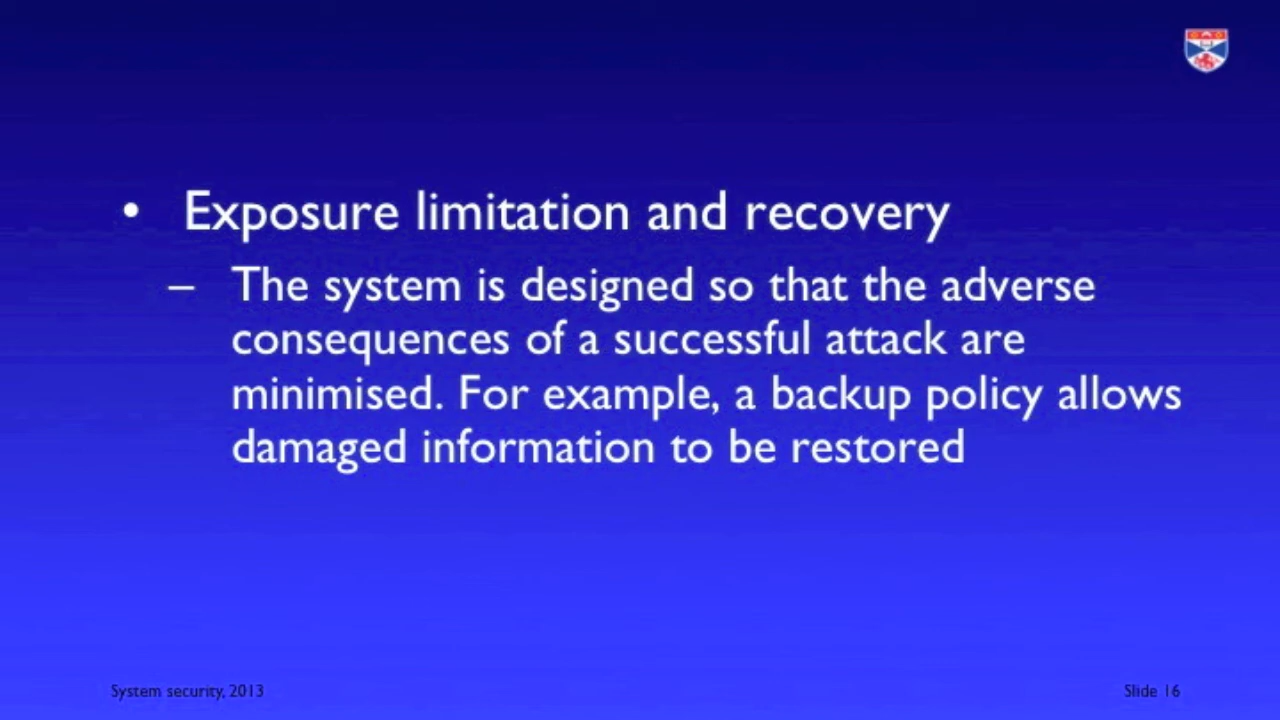 • Exposure limitation and recovery
– The system is designed so that the adverse
consequences of a successful attack are
minimised. For example, a backup policy allows
damaged information to be restored
System security, 2013
Slide 16